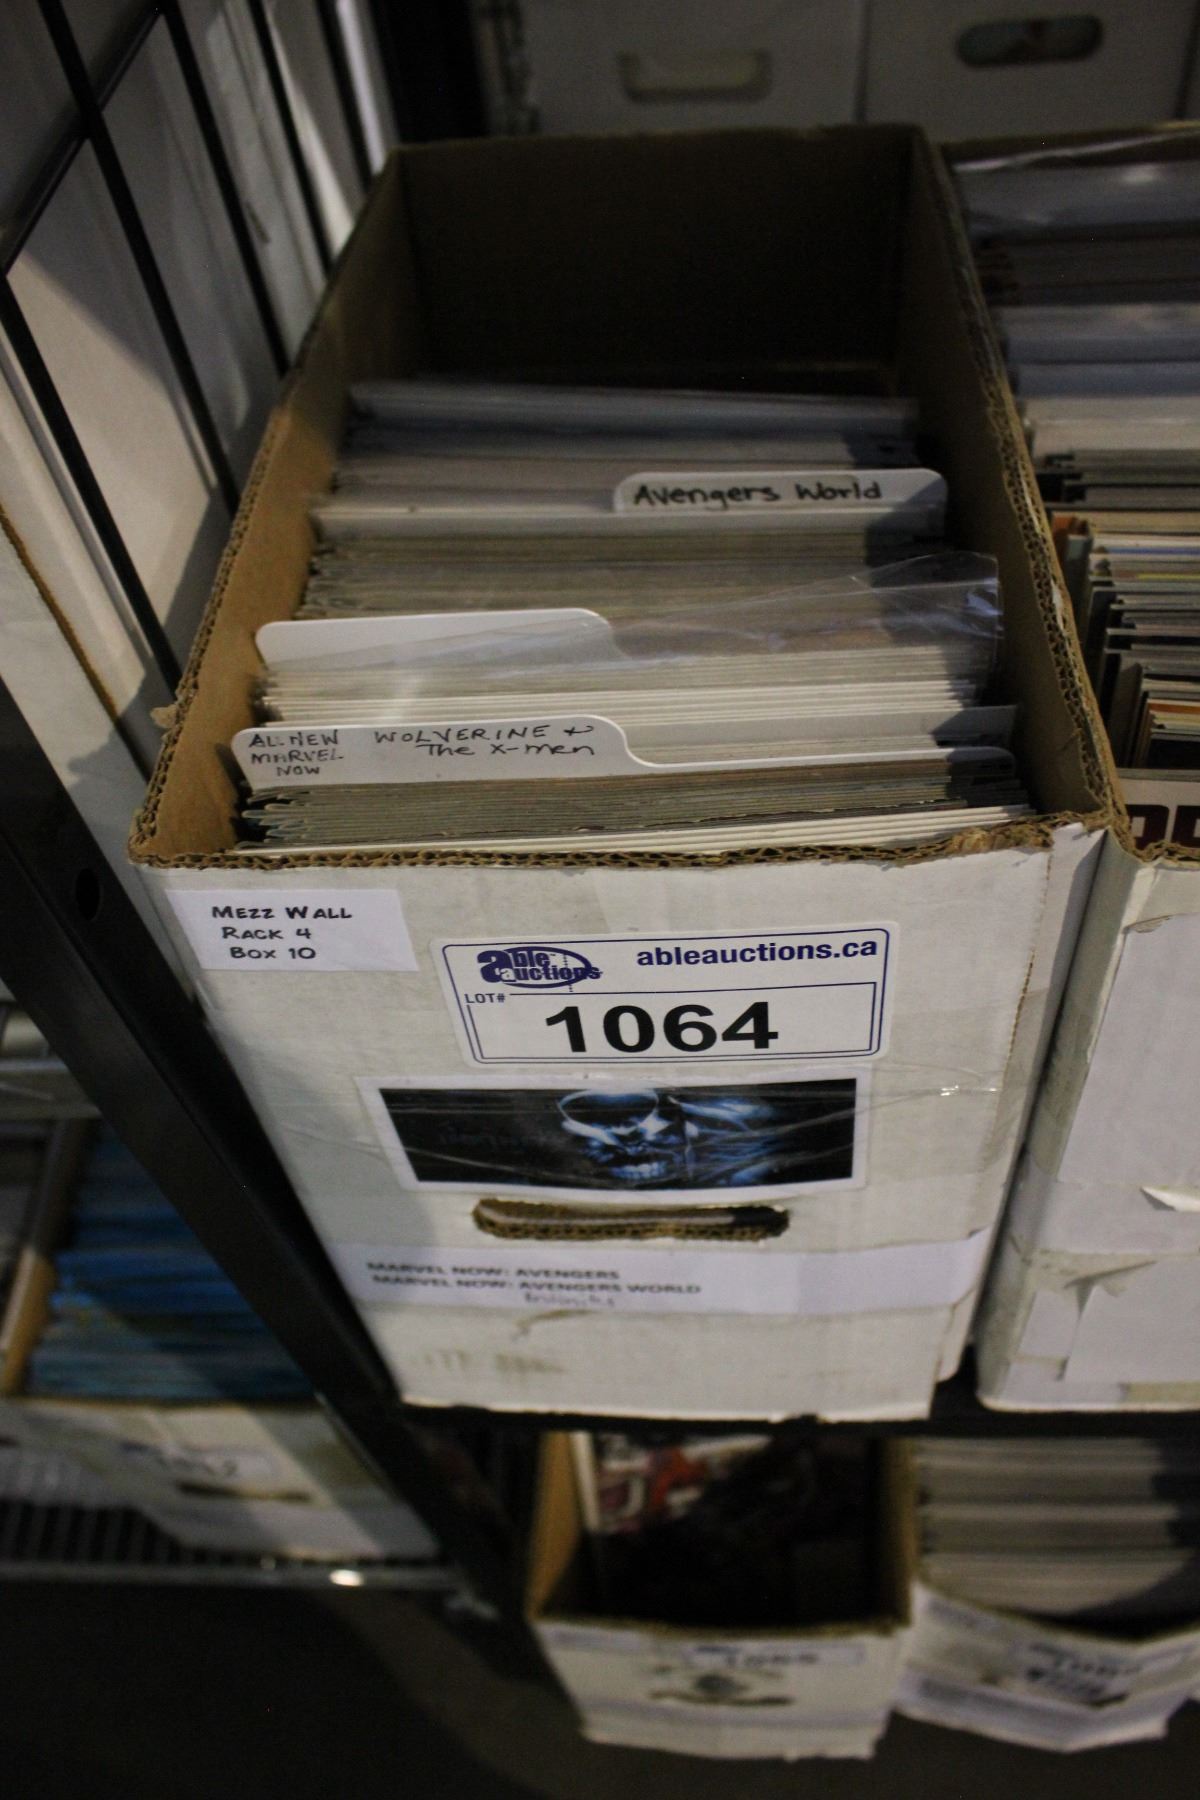 Avengers World
ALL NEW MARVEL NOW
WOLVERINE + The X-men
MEZZ WALL
RACK 4
BOX 10
able auctions
ableauctions.ca
LOT#
1064
MARVEL NOW: AVENGERS
MARVEL NOW: AVENGERS WORLD